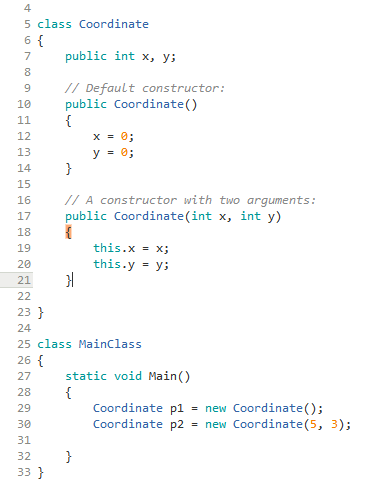 4
5 class Coordinate
6 {
7     public int x, y;
8
9     // Default constructor:
10     public Coordinate()
11     {
12         x = 0;
13         y = 0;
14     }
15
16     // A constructor with two arguments:
17     public Coordinate(int x, int y)
18     {
19         this.x = x;
20         this.y = y;
21     }
22
23 }
24
25 class MainClass
26 {
27     static void Main()
28     {
29         Coordinate p1 = new Coordinate();
30         Coordinate p2 = new Coordinate(5, 3);
31
32     }
33 }